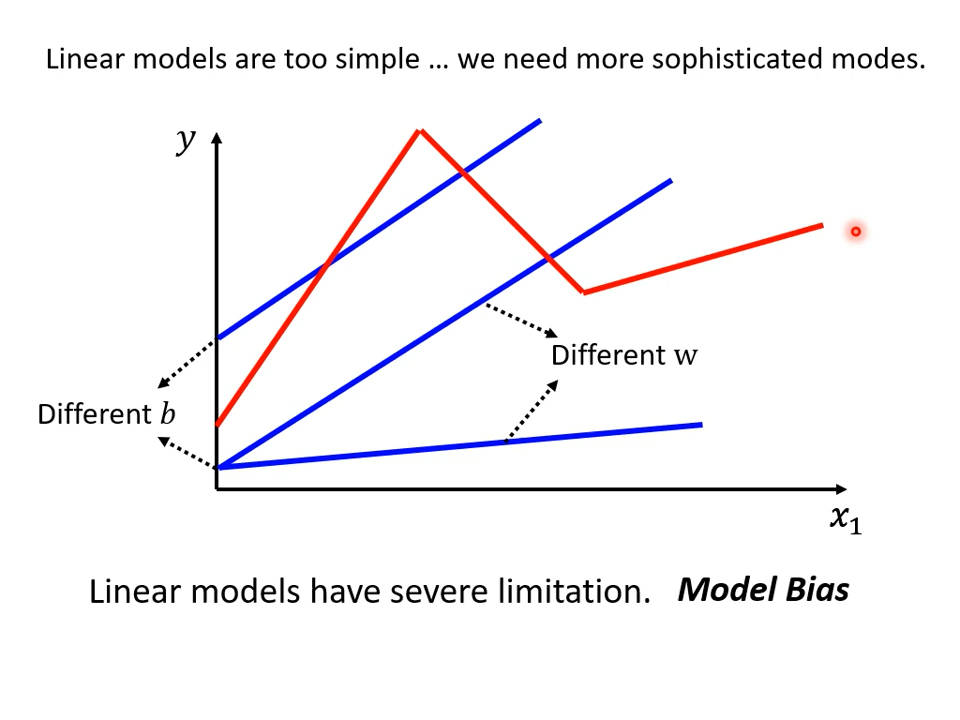 Linear models are too simple … we need more sophisticated modes.
y
Different w
Different b
x₁
Linear models have severe limitation. Model Bias